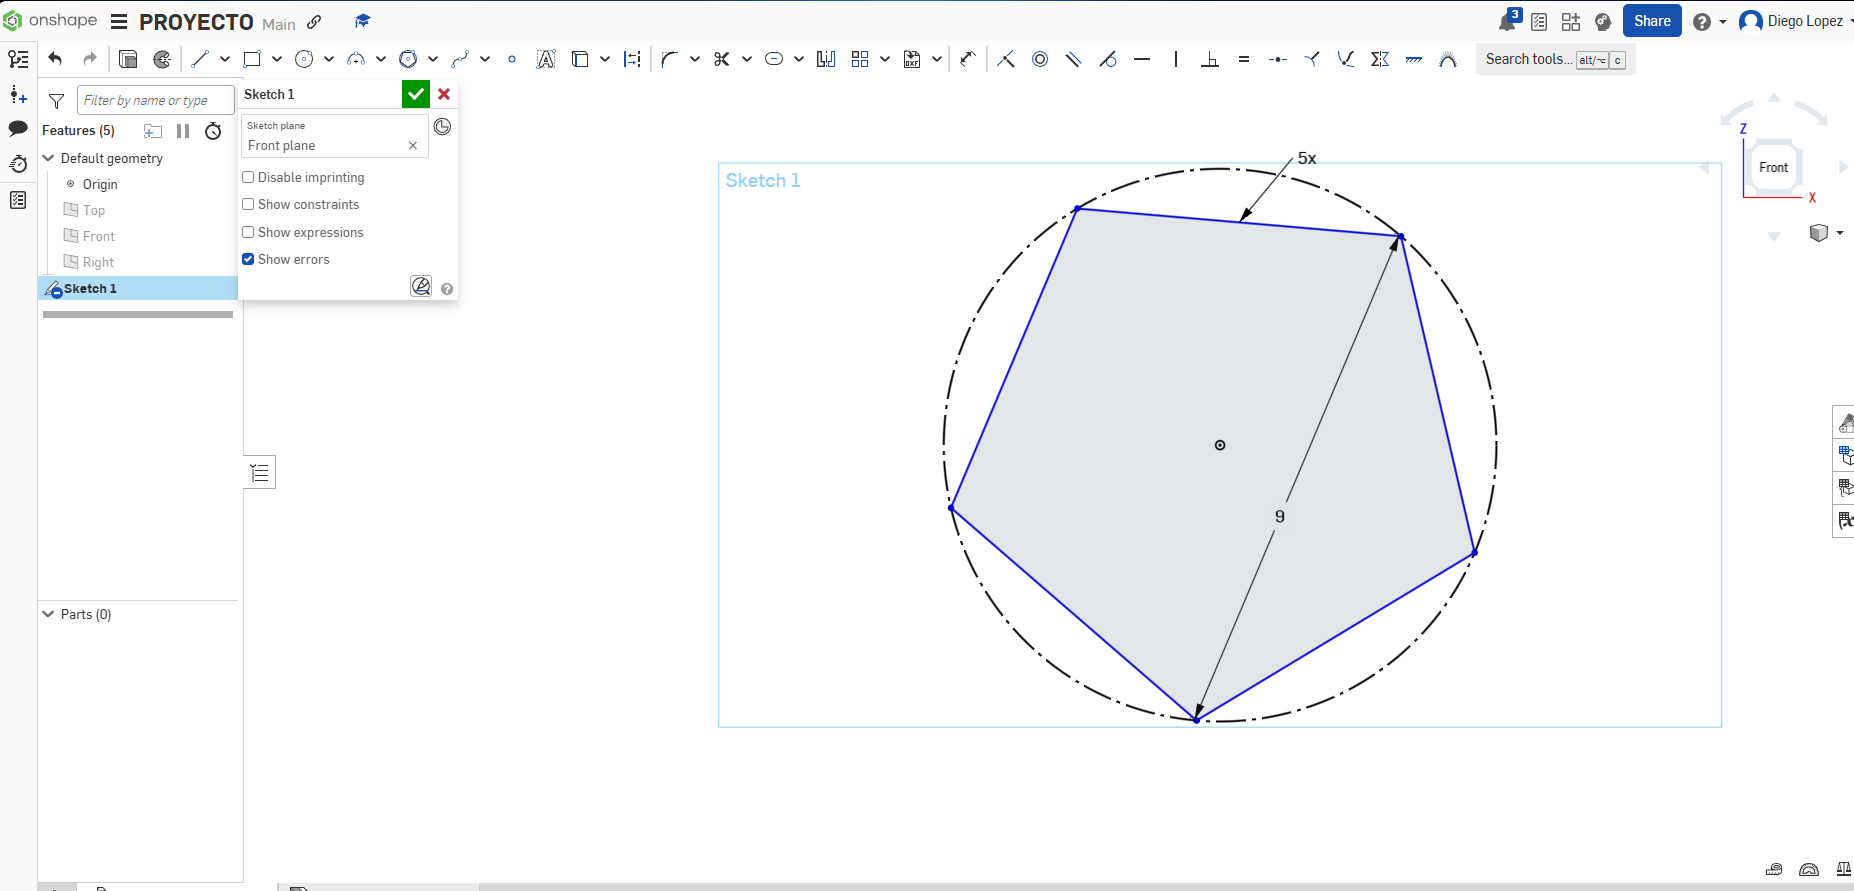 onshape PROYECTO Main 3 Share Diego Lopez
Search tools... alt/⌥ c
Filter by name or type
Features (5)
Default geometry
Origin
Top
Front
Right
Sketch 1
Parts (0)
Sketch 1
Sketch plane
Front plane
Disable imprinting
Show constraints
Show expressions
Show errors
Sketch 1
5x
9
Z
Front
X